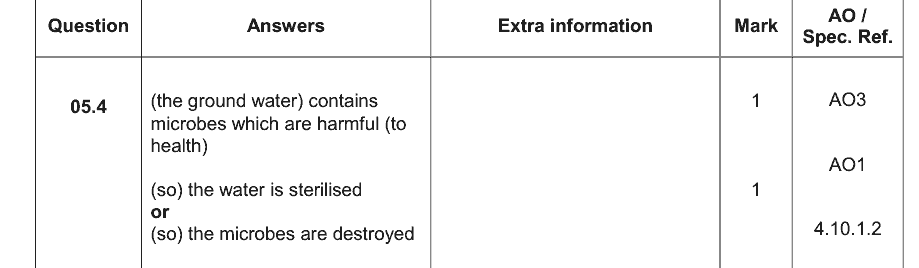 Question Answers Extra information Mark AO /
Spec. Ref.
05.4 (the ground water) contains 1 AO3
microbes which are harmful (to
health)
AO1
(so) the water is sterilised 1
or
(so) the microbes are destroyed 4.10.1.2